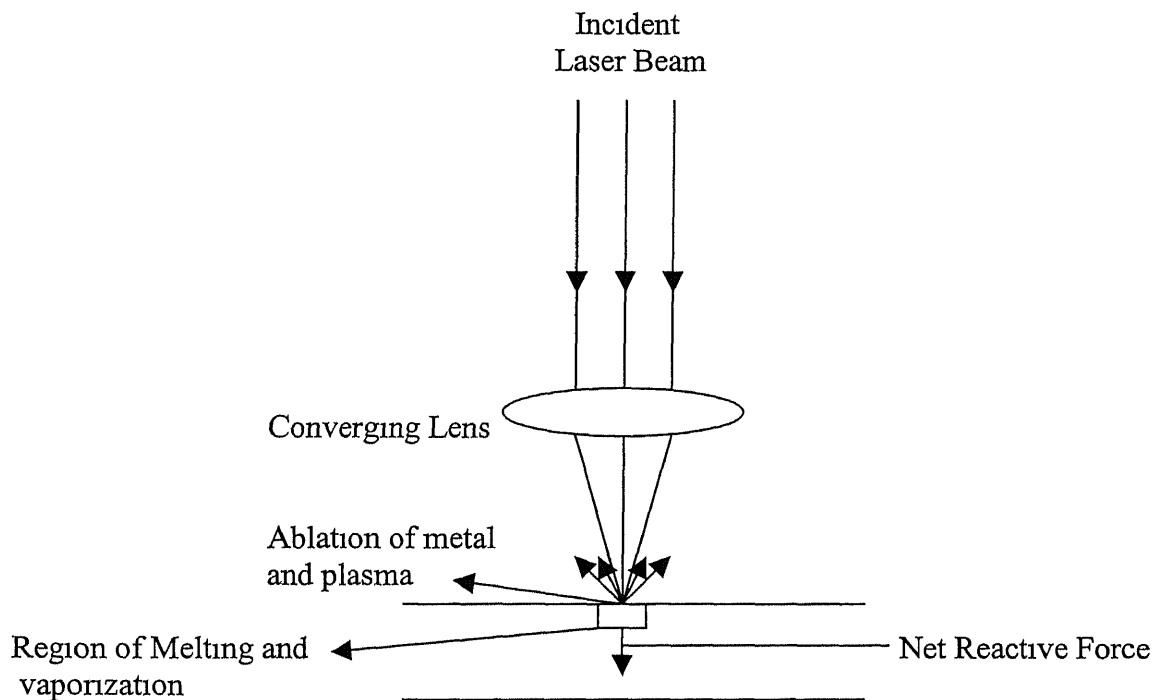 Incident
Laser Beam
Converging Lens
Ablation of metal
and plasma
Region of Melting and
vaporization
Net Reactive Force